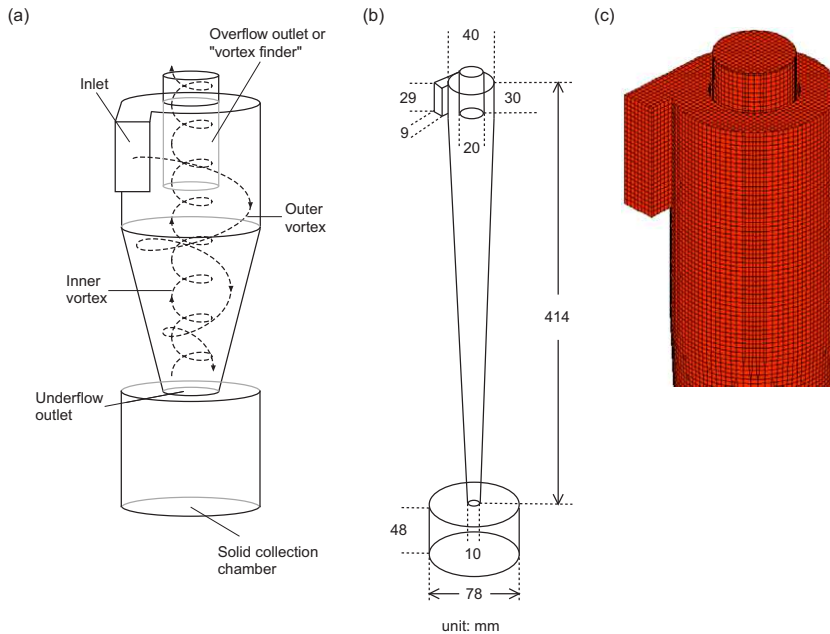 (a)
Overflow outlet or
"vortex finder"
Inlet
Outer
vortex
Inner
vortex
Underflow
outlet
Solid collection
chamber
(b)
40
29
30
9
20
414
48
10
78
unit: mm
(c)